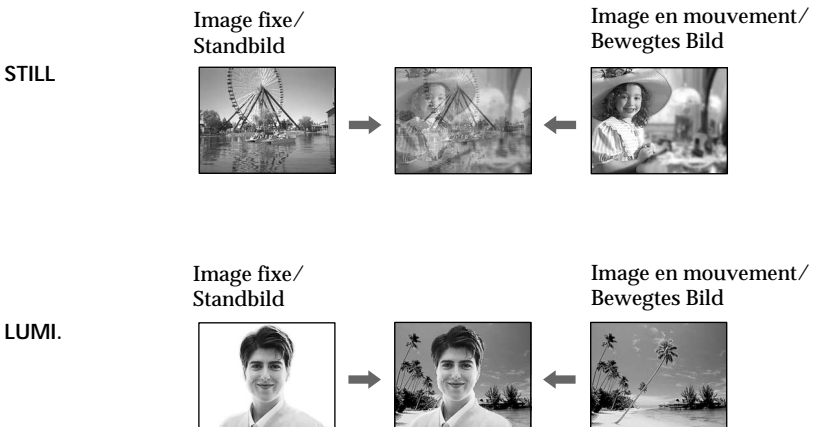 Image fixe/
Standbild
Image en mouvement/
Bewegtes Bild
STILL
Image fixe/
Standbild
Image en mouvement/
Bewegtes Bild
LUMI.